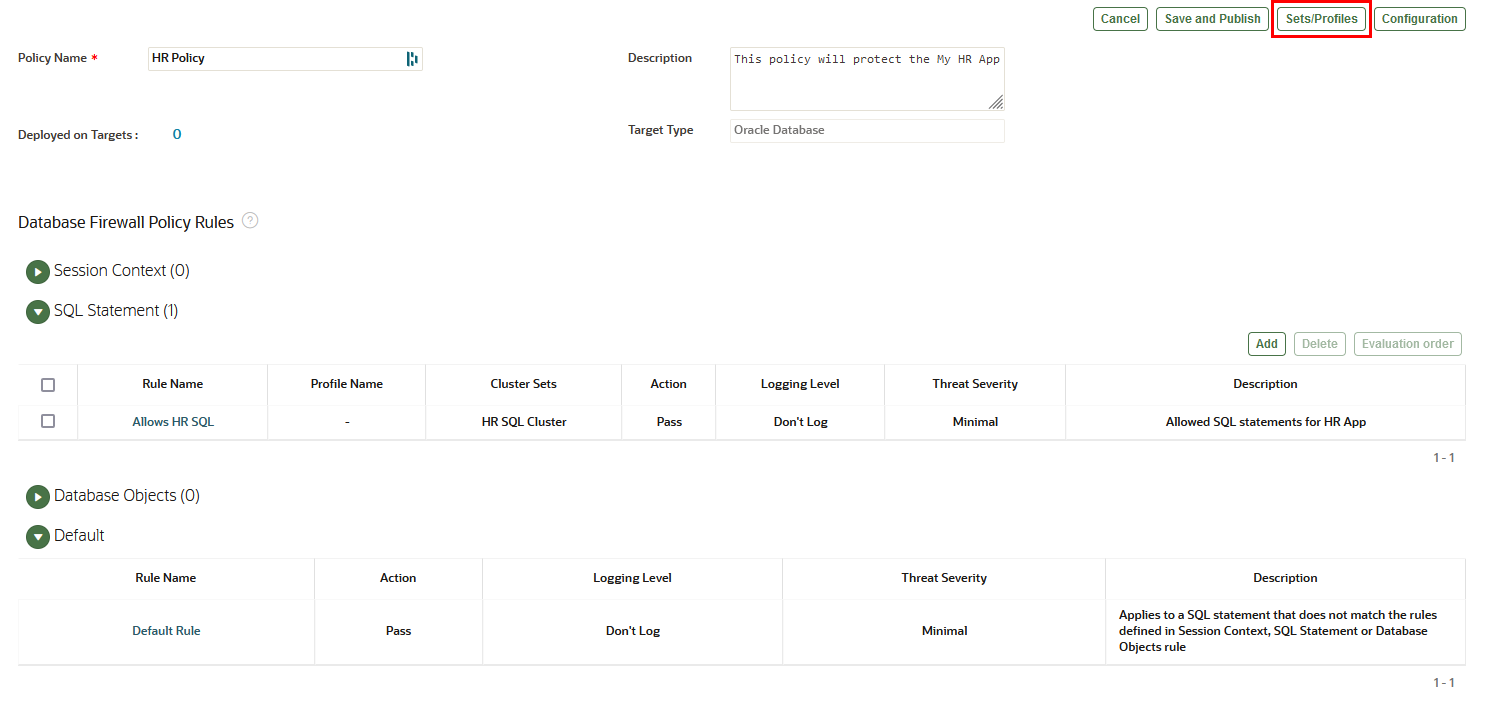 Cancel Save and Publish Sets/Profiles Configuration
Policy Name * HR Policy Description This policy will protect the My HR App
Deployed on Targets : 0 Target Type Oracle Database
Database Firewall Policy Rules ?
Session Context (0)
SQL Statement (1)
Add Delete Evaluation order
Rule Name Profile Name Cluster Sets Action Logging Level Threat Severity Description
Allows HR SQL - HR SQL Cluster Pass Don't Log Minimal Allowed SQL statements for HR App
1 - 1
Database Objects (0)
Default
Rule Name Action Logging Level Threat Severity Description
Default Rule Pass Don't Log Minimal Applies to a SQL statement that does not match the rules
defined in Session Context, SQL Statement or Database
Objects rule
1 - 1